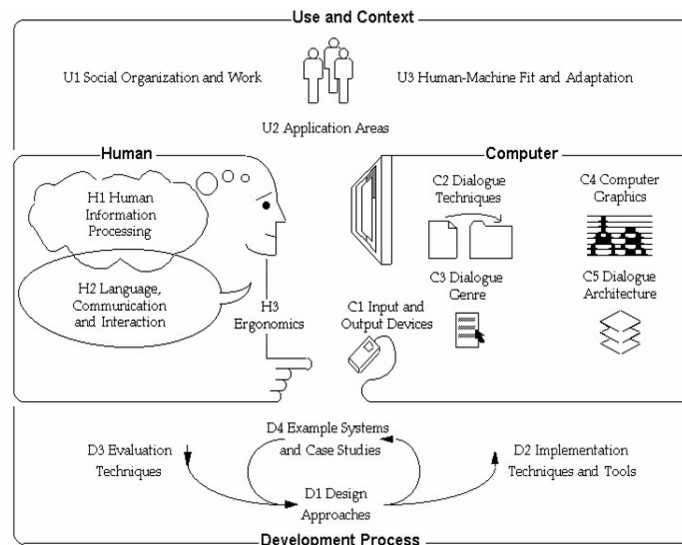 Use and Context
U1 Social Organization and Work
U3 Human-Machine Fit and Adaptation
U2 Application Areas
Human
H1 Human
Information
Processing
H2 Language,
Communication
and Interaction
H3
Ergonomics
Computer
C2 Dialogue
Techniques
C4 Computer
Graphics
Aa
C3 Dialogue
Genre
C5 Dialogue
Architecture
C1 Input and
Output Devices
D3 Evaluation
Techniques
D4 Example Systems
and Case Studies
D2 Implementation
Techniques and Tools
D1 Design
Approaches
Development Process